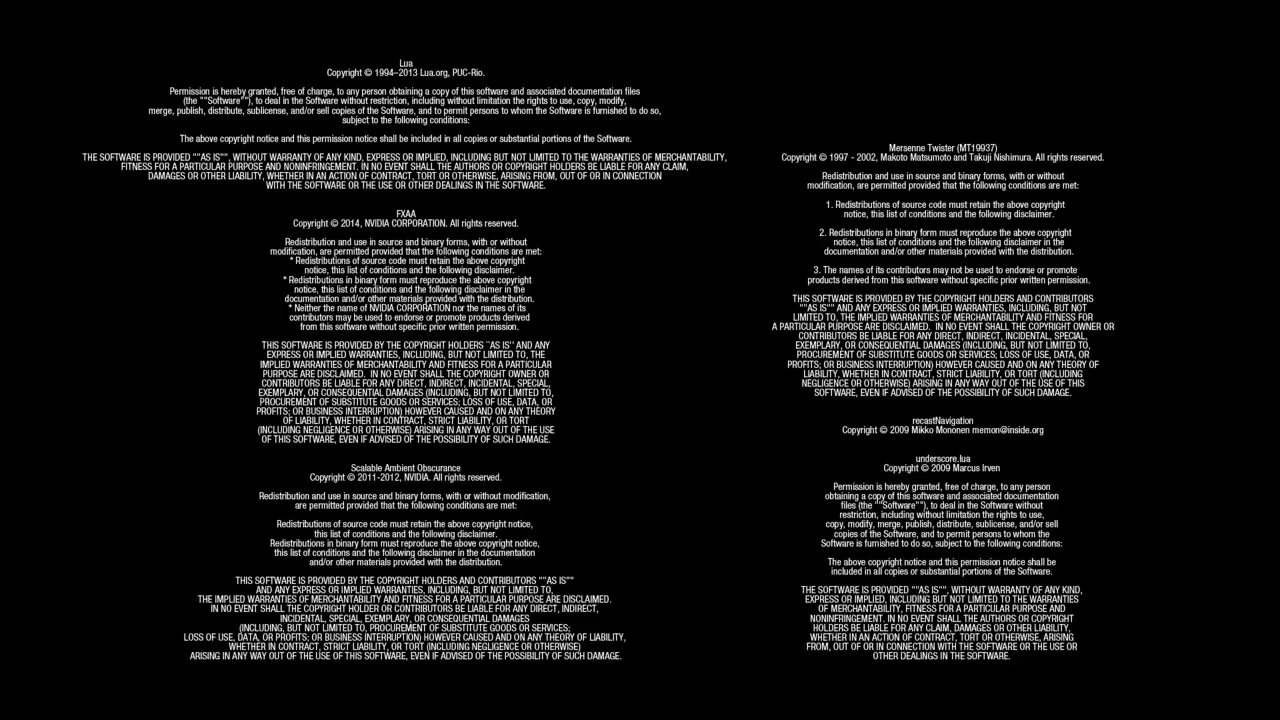 Lua
Copyright © 1994–2013 Lua.org, PUC-Rio.
Permission is hereby granted, free of charge, to any person obtaining a copy of this software and associated documentation files
(the ""Software""), to deal in the Software without restriction, including without limitation the rights to use, copy, modify,
merge, publish, distribute, sublicense, and/or sell copies of the Software, and to permit persons to whom the Software is furnished to do so,
subject to the following conditions:
The above copyright notice and this permission notice shall be included in all copies or substantial portions of the Software.
THE SOFTWARE IS PROVIDED ""AS IS"", WITHOUT WARRANTY OF ANY KIND, EXPRESS OR IMPLIED, INCLUDING BUT NOT LIMITED TO THE WARRANTIES OF MERCHANTABILITY,
FITNESS FOR A PARTICULAR PURPOSE AND NONINFRINGEMENT. IN NO EVENT SHALL THE AUTHORS OR COPYRIGHT HOLDERS BE LIABLE FOR ANY CLAIM,
DAMAGES OR OTHER LIABILITY, WHETHER IN AN ACTION OF CONTRACT, TORT OR OTHERWISE, ARISING FROM, OUT OF OR IN CONNECTION
WITH THE SOFTWARE OR THE USE OR OTHER DEALINGS IN THE SOFTWARE.
FXAA
Copyright © 2014, NVIDIA CORPORATION. All rights reserved.
Redistribution and use in source and binary forms, with or without
modification, are permitted provided that the following conditions are met:
* Redistributions of source code must retain the above copyright
notice, this list of conditions and the following disclaimer.
* Redistributions in binary form must reproduce the above copyright
notice, this list of conditions and the following disclaimer in the
documentation and/or other materials provided with the distribution.
* Neither the name of NVIDIA CORPORATION nor the names of its
contributors may be used to endorse or promote products derived
from this software without specific prior written permission.
THIS SOFTWARE IS PROVIDED BY THE COPYRIGHT HOLDERS ``AS IS'' AND ANY
EXPRESS OR IMPLIED WARRANTIES, INCLUDING, BUT NOT LIMITED TO, THE
IMPLIED WARRANTIES OF MERCHANTABILITY AND FITNESS FOR A PARTICULAR
PURPOSE ARE DISCLAIMED.  IN NO EVENT SHALL THE COPYRIGHT OWNER OR
CONTRIBUTORS BE LIABLE FOR ANY DIRECT, INDIRECT, INCIDENTAL, SPECIAL,
EXEMPLARY, OR CONSEQUENTIAL DAMAGES (INCLUDING, BUT NOT LIMITED TO,
PROCUREMENT OF SUBSTITUTE GOODS OR SERVICES; LOSS OF USE, DATA, OR
PROFITS; OR BUSINESS INTERRUPTION) HOWEVER CAUSED AND ON ANY THEORY
OF LIABILITY, WHETHER IN CONTRACT, STRICT LIABILITY, OR TORT
(INCLUDING NEGLIGENCE OR OTHERWISE) ARISING IN ANY WAY OUT OF THE USE
OF THIS SOFTWARE, EVEN IF ADVISED OF THE POSSIBILITY OF SUCH DAMAGE.
Scalable Ambient Obscurance
Copyright © 2011-2012, NVIDIA. All rights reserved.
Redistribution and use in source and binary forms, with or without modification,
are permitted provided that the following conditions are met:
Redistributions of source code must retain the above copyright notice,
this list of conditions and the following disclaimer.
Redistributions in binary form must reproduce the above copyright notice,
this list of conditions and the following disclaimer in the documentation
and/or other materials provided with the distribution.
THIS SOFTWARE IS PROVIDED BY THE COPYRIGHT HOLDERS AND CONTRIBUTORS ""AS IS""
AND ANY EXPRESS OR IMPLIED WARRANTIES, INCLUDING, BUT NOT LIMITED TO,
THE IMPLIED WARRANTIES OF MERCHANTABILITY AND FITNESS FOR A PARTICULAR PURPOSE ARE DISCLAIMED.
IN NO EVENT SHALL THE COPYRIGHT HOLDER OR CONTRIBUTORS BE LIABLE FOR ANY DIRECT, INDIRECT,
INCIDENTAL, SPECIAL, EXEMPLARY, OR CONSEQUENTIAL DAMAGES
(INCLUDING, BUT NOT LIMITED TO, PROCUREMENT OF SUBSTITUTE GOODS OR SERVICES;
LOSS OF USE, DATA, OR PROFITS; OR BUSINESS INTERRUPTION) HOWEVER CAUSED AND ON ANY THEORY OF LIABILITY,
WHETHER IN CONTRACT, STRICT LIABILITY, OR TORT (INCLUDING NEGLIGENCE OR OTHERWISE)
ARISING IN ANY WAY OUT OF THE USE OF THIS SOFTWARE, EVEN IF ADVISED OF THE POSSIBILITY OF SUCH DAMAGE.
Mersenne Twister (MT19937)
Copyright © 1997 - 2002, Makoto Matsumoto and Takuji Nishimura. All rights reserved.
Redistribution and use in source and binary forms, with or without
modification, are permitted provided that the following conditions are met:
1. Redistributions of source code must retain the above copyright
notice, this list of conditions and the following disclaimer.
2. Redistributions in binary form must reproduce the above copyright
notice, this list of conditions and the following disclaimer in the
documentation and/or other materials provided with the distribution.
3. The names of its contributors may not be used to endorse or promote
products derived from this software without specific prior written permission.
THIS SOFTWARE IS PROVIDED BY THE COPYRIGHT HOLDERS AND CONTRIBUTORS
""AS IS"" AND ANY EXPRESS OR IMPLIED WARRANTIES, INCLUDING, BUT NOT
LIMITED TO, THE IMPLIED WARRANTIES OF MERCHANTABILITY AND FITNESS FOR
A PARTICULAR PURPOSE ARE DISCLAIMED.  IN NO EVENT SHALL THE COPYRIGHT OWNER OR
CONTRIBUTORS BE LIABLE FOR ANY DIRECT, INDIRECT, INCIDENTAL, SPECIAL,
EXEMPLARY, OR CONSEQUENTIAL DAMAGES (INCLUDING, BUT NOT LIMITED TO,
PROCUREMENT OF SUBSTITUTE GOODS OR SERVICES; LOSS OF USE, DATA, OR
PROFITS; OR BUSINESS INTERRUPTION) HOWEVER CAUSED AND ON ANY THEORY OF
LIABILITY, WHETHER IN CONTRACT, STRICT LIABILITY, OR TORT (INCLUDING
NEGLIGENCE OR OTHERWISE) ARISING IN ANY WAY OUT OF THE USE OF THIS
SOFTWARE, EVEN IF ADVISED OF THE POSSIBILITY OF SUCH DAMAGE.
recastNavigation
Copyright © 2009 Mikko Mononen memon@inside.org
underscore.lua
Copyright © 2009 Marcus Irven
Permission is hereby granted, free of charge, to any person
obtaining a copy of this software and associated documentation
files (the ""Software""), to deal in the Software without
restriction, including without limitation the rights to use,
copy, modify, merge, publish, distribute, sublicense, and/or sell
copies of the Software, and to permit persons to whom the
Software is furnished to do so, subject to the following conditions:
The above copyright notice and this permission notice shall be
included in all copies or substantial portions of the Software.
THE SOFTWARE IS PROVIDED ""AS IS"", WITHOUT WARRANTY OF ANY KIND,
EXPRESS OR IMPLIED, INCLUDING BUT NOT LIMITED TO THE WARRANTIES
OF MERCHANTABILITY, FITNESS FOR A PARTICULAR PURPOSE AND
NONINFRINGEMENT. IN NO EVENT SHALL THE AUTHORS OR COPYRIGHT
HOLDERS BE LIABLE FOR ANY CLAIM, DAMAGES OR OTHER LIABILITY,
WHETHER IN AN ACTION OF CONTRACT, TORT OR OTHERWISE, ARISING
FROM, OUT OF OR IN CONNECTION WITH THE SOFTWARE OR THE USE OR
OTHER DEALINGS IN THE SOFTWARE.